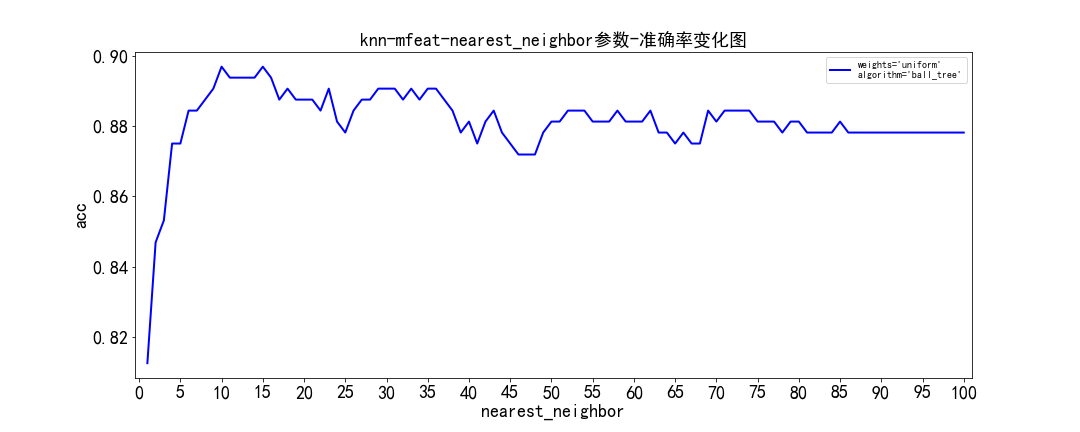 knn-mfeat-nearest_neighbor参数-准确率变化图
weights='uniform'
algorithm='ball_tree'
0.90
0.88
0.86
0.84
0.82
acc
0 5 10 15 20 25 30 35 40 45 50 55 60 65 70 75 80 85 90 95 100
nearest_neighbor